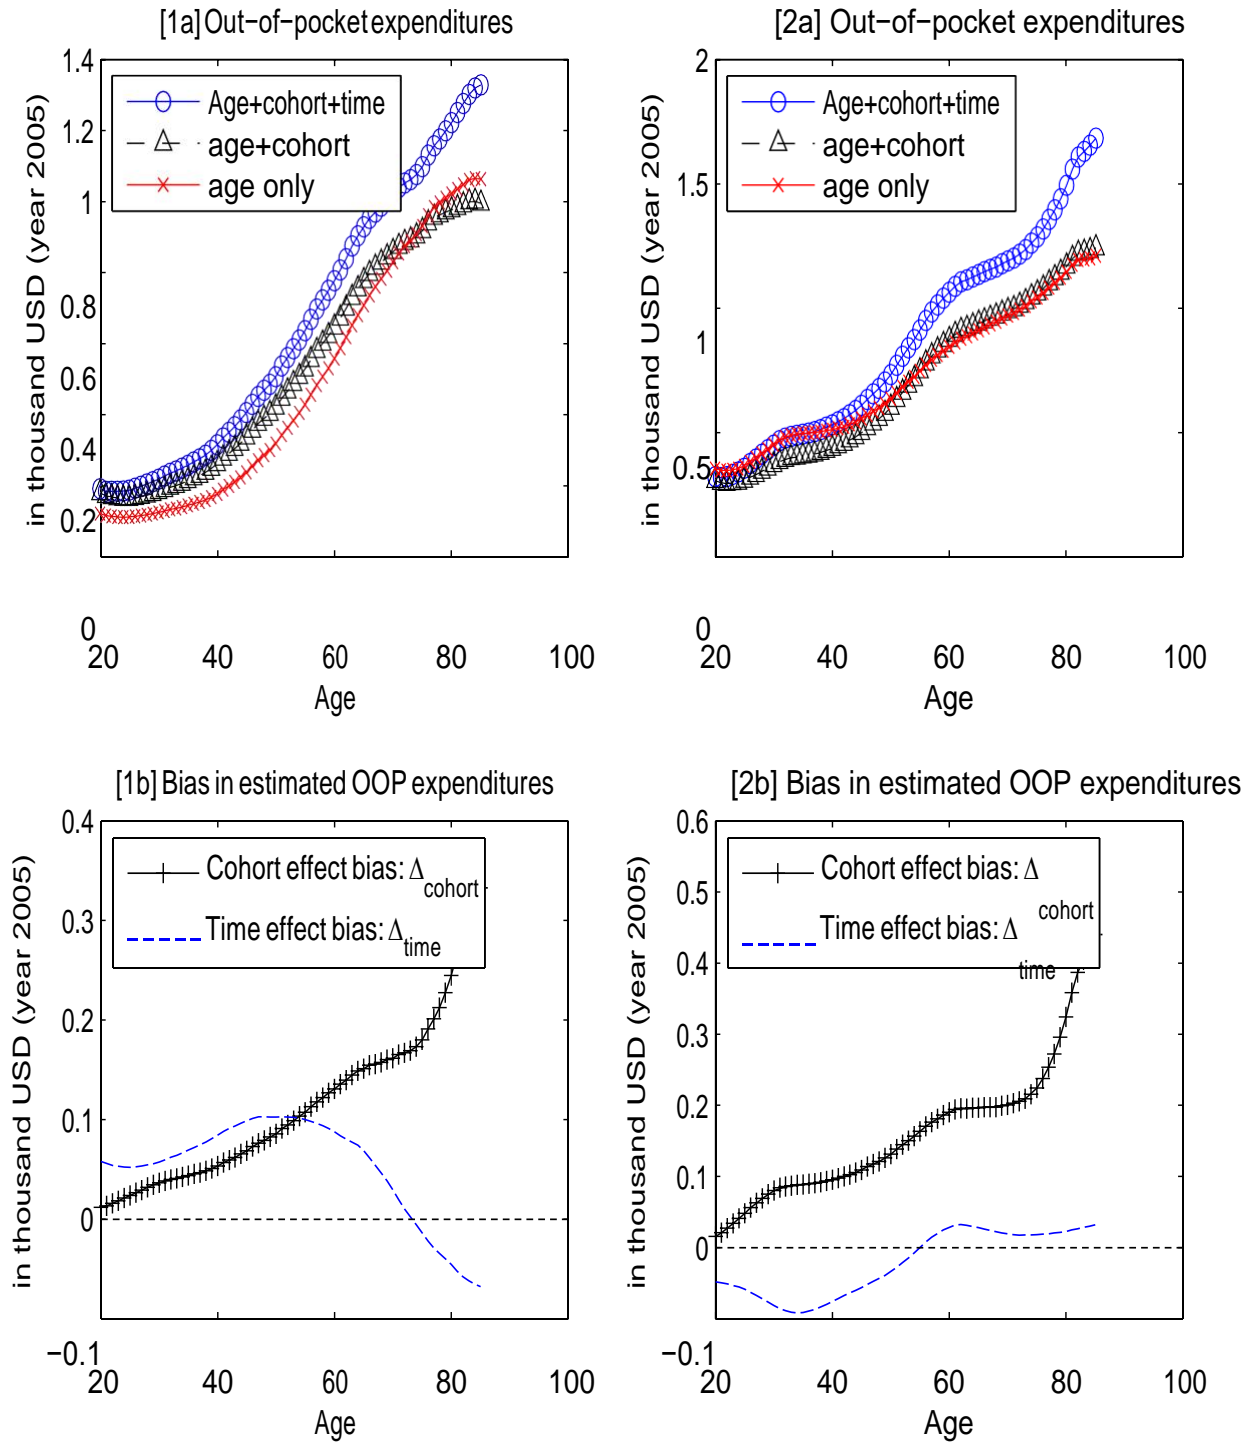 [1a] Out−of−pocket expenditures
in thousand USD (year 2005)
1.4
1.2
1
0.8
0.6
0.4
0.2
0
Age+cohort+time
age+cohort
age only
20 40 60 80 100
Age
[2a] Out−of−pocket expenditures
in thousand USD (year 2005)
2
1.5
1
0.5
0
Age+cohort+time
age+cohort
age only
20 40 60 80 100
Age
[1b] Bias in estimated OOP expenditures
in thousand USD (year 2005)
0.4
0.3
0.2
0.1
0
−0.1
Cohort effect bias: Δcohort
Time effect bias: Δtime
20 40 60 80 100
Age
[2b] Bias in estimated OOP expenditures
in thousand USD (year 2005)
0.6
0.5
0.4
0.3
0.2
0.1
0
−0.1
Cohort effect bias: Δ
cohort
Time effect bias: Δ
time
20 40 60 80 100
Age